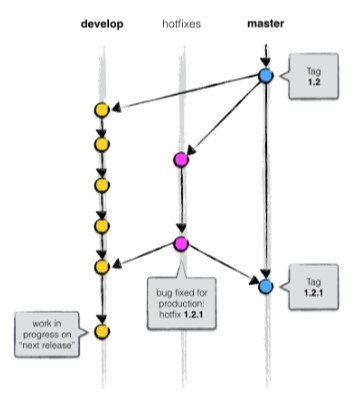 develop hotfixes master
Tag
1.2
bug fixed for
production:
hotfix 1.2.1
Tag
1.2.1
work in
progress on
"next release"